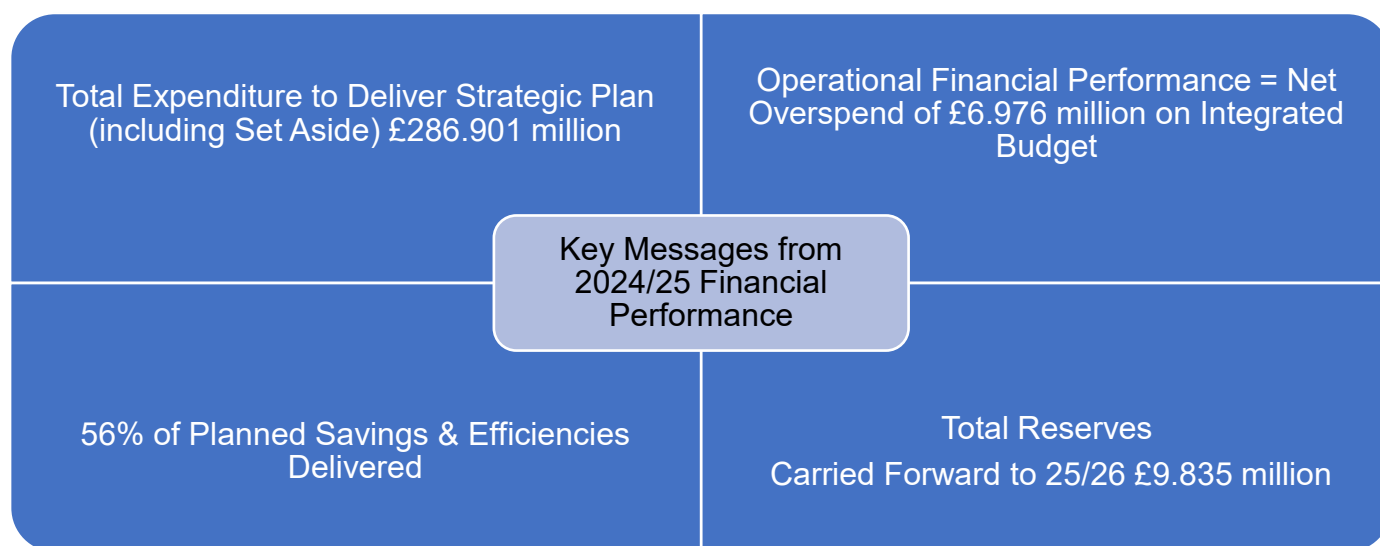 Total Expenditure to Deliver Strategic Plan
(including Set Aside) £286.901 million
Operational Financial Performance = Net
Overspend of £6.976 million on Integrated
Budget
Key Messages from
2024/25 Financial
Performance
56% of Planned Savings & Efficiencies
Delivered
Total Reserves
Carried Forward to 25/26 £9.835 million